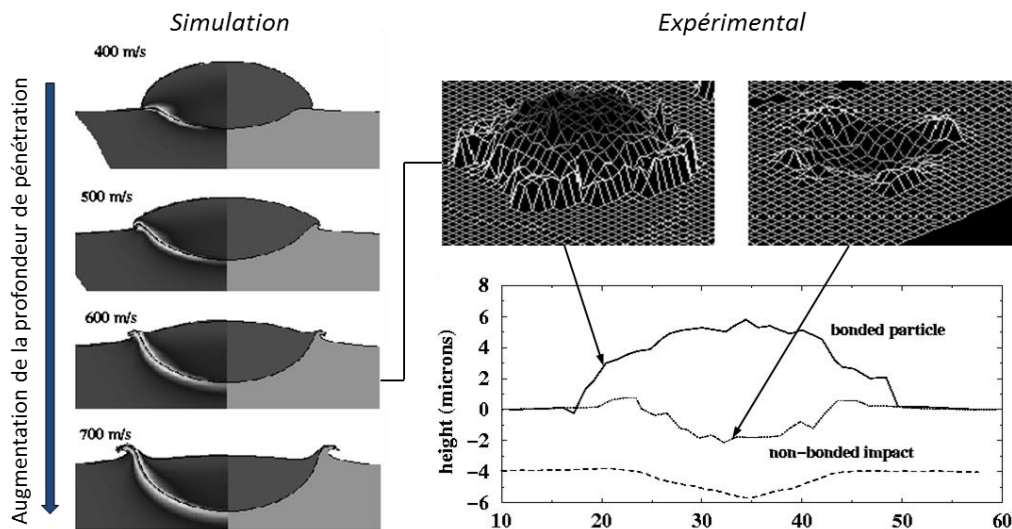 Simulation
Expérimental
Augmentation de la profondeur de pénétration
400 m/s
500 m/s
600 m/s
700 m/s
height (microns)
8
6
4
2
0
−2
−4
−6
bonded particle
non−bonded impact
10 20 30 40 50 60